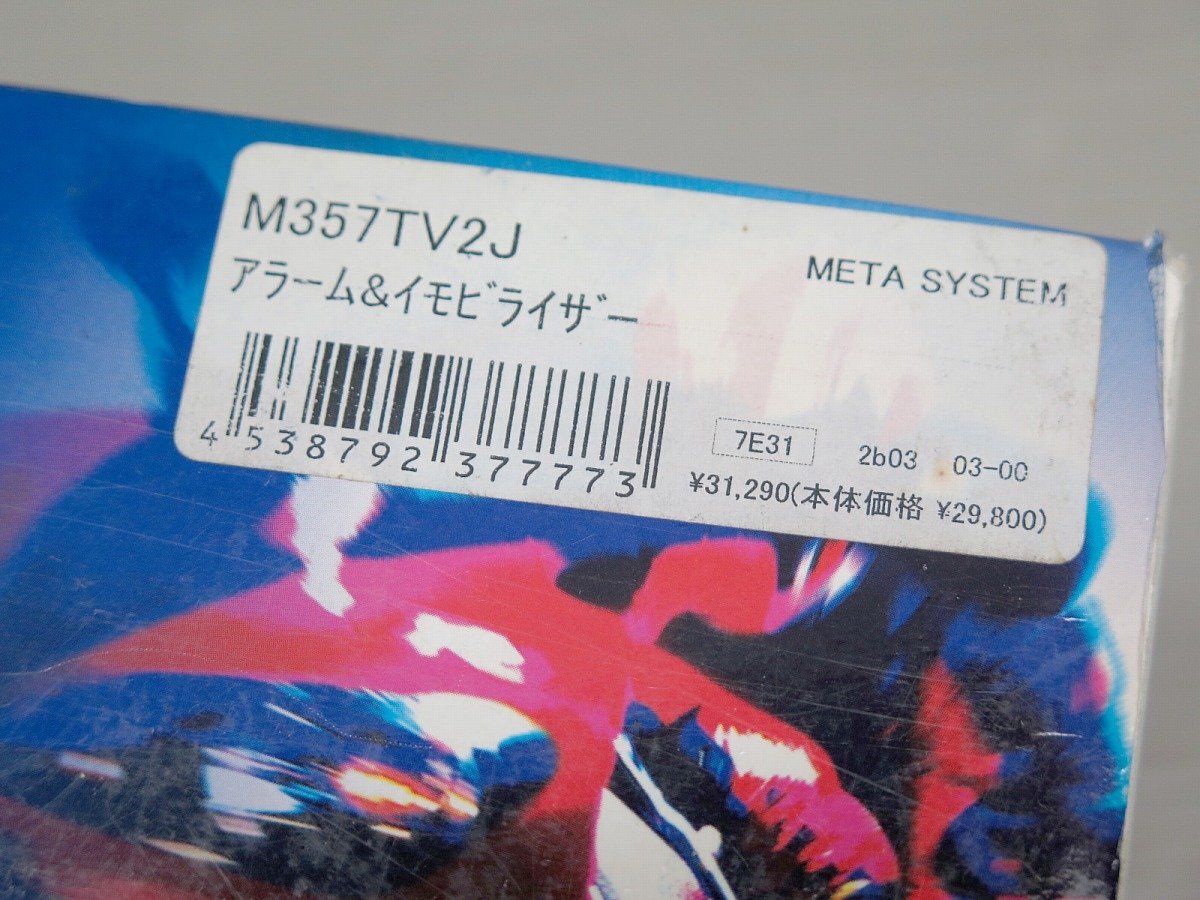 M357TV2J
META SYSTEM
アラーム&イモビライザー
4 538792 377773
7E31 2b03 03-00
¥31,290(本体価格 ¥29,800)